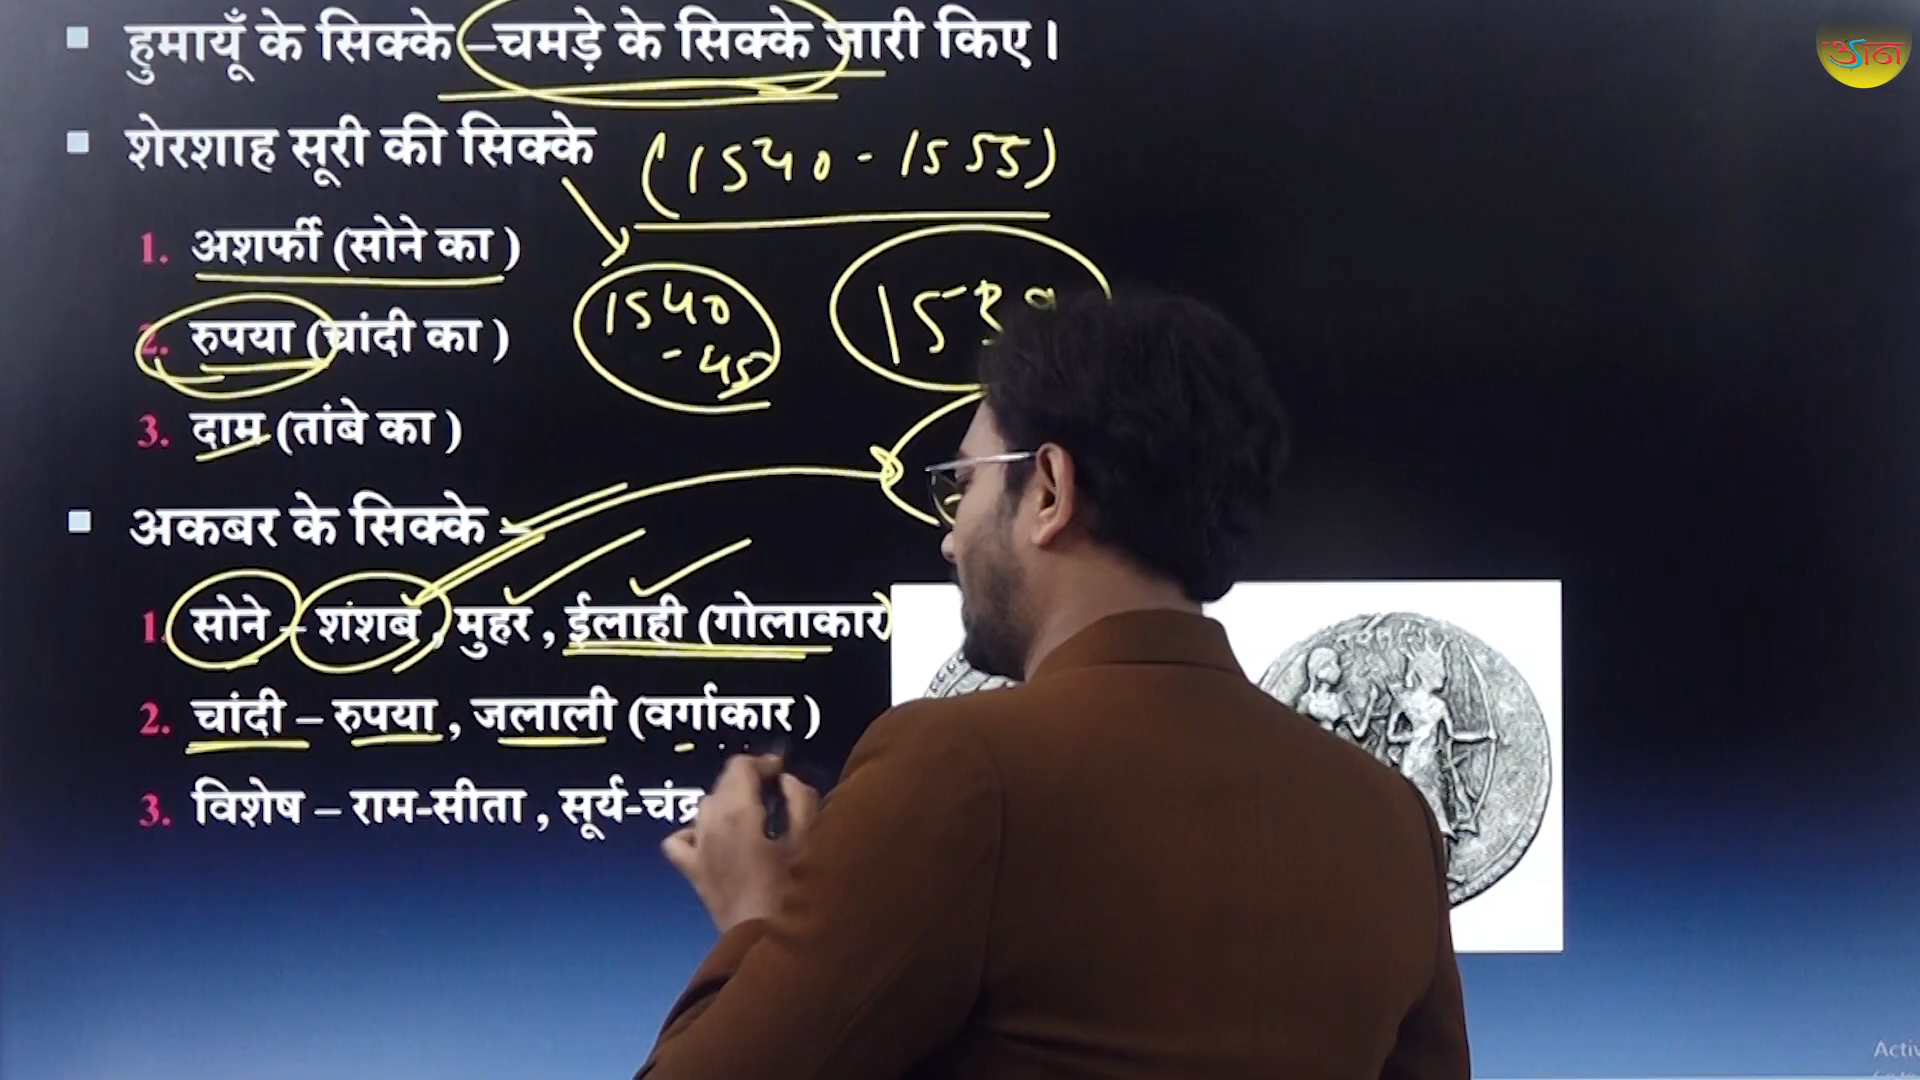 हुमायूँ के सिक्के –चमड़े के सिक्के जारी किए।
शेरशाह सूरी की सिक्के (1540 - 1555)
1. अशर्फी (सोने का )
2. रुपया (चांदी का )
1540 - 45
3. दाम (तांबे का )
अकबर के सिक्के –
1. सोने – शंशब , मुहर , ईलाही (गोलाकार)
2. चांदी – रुपया , जलाली (वर्गाकार )
3. विशेष – राम-सीता , सूर्य-चंद्र